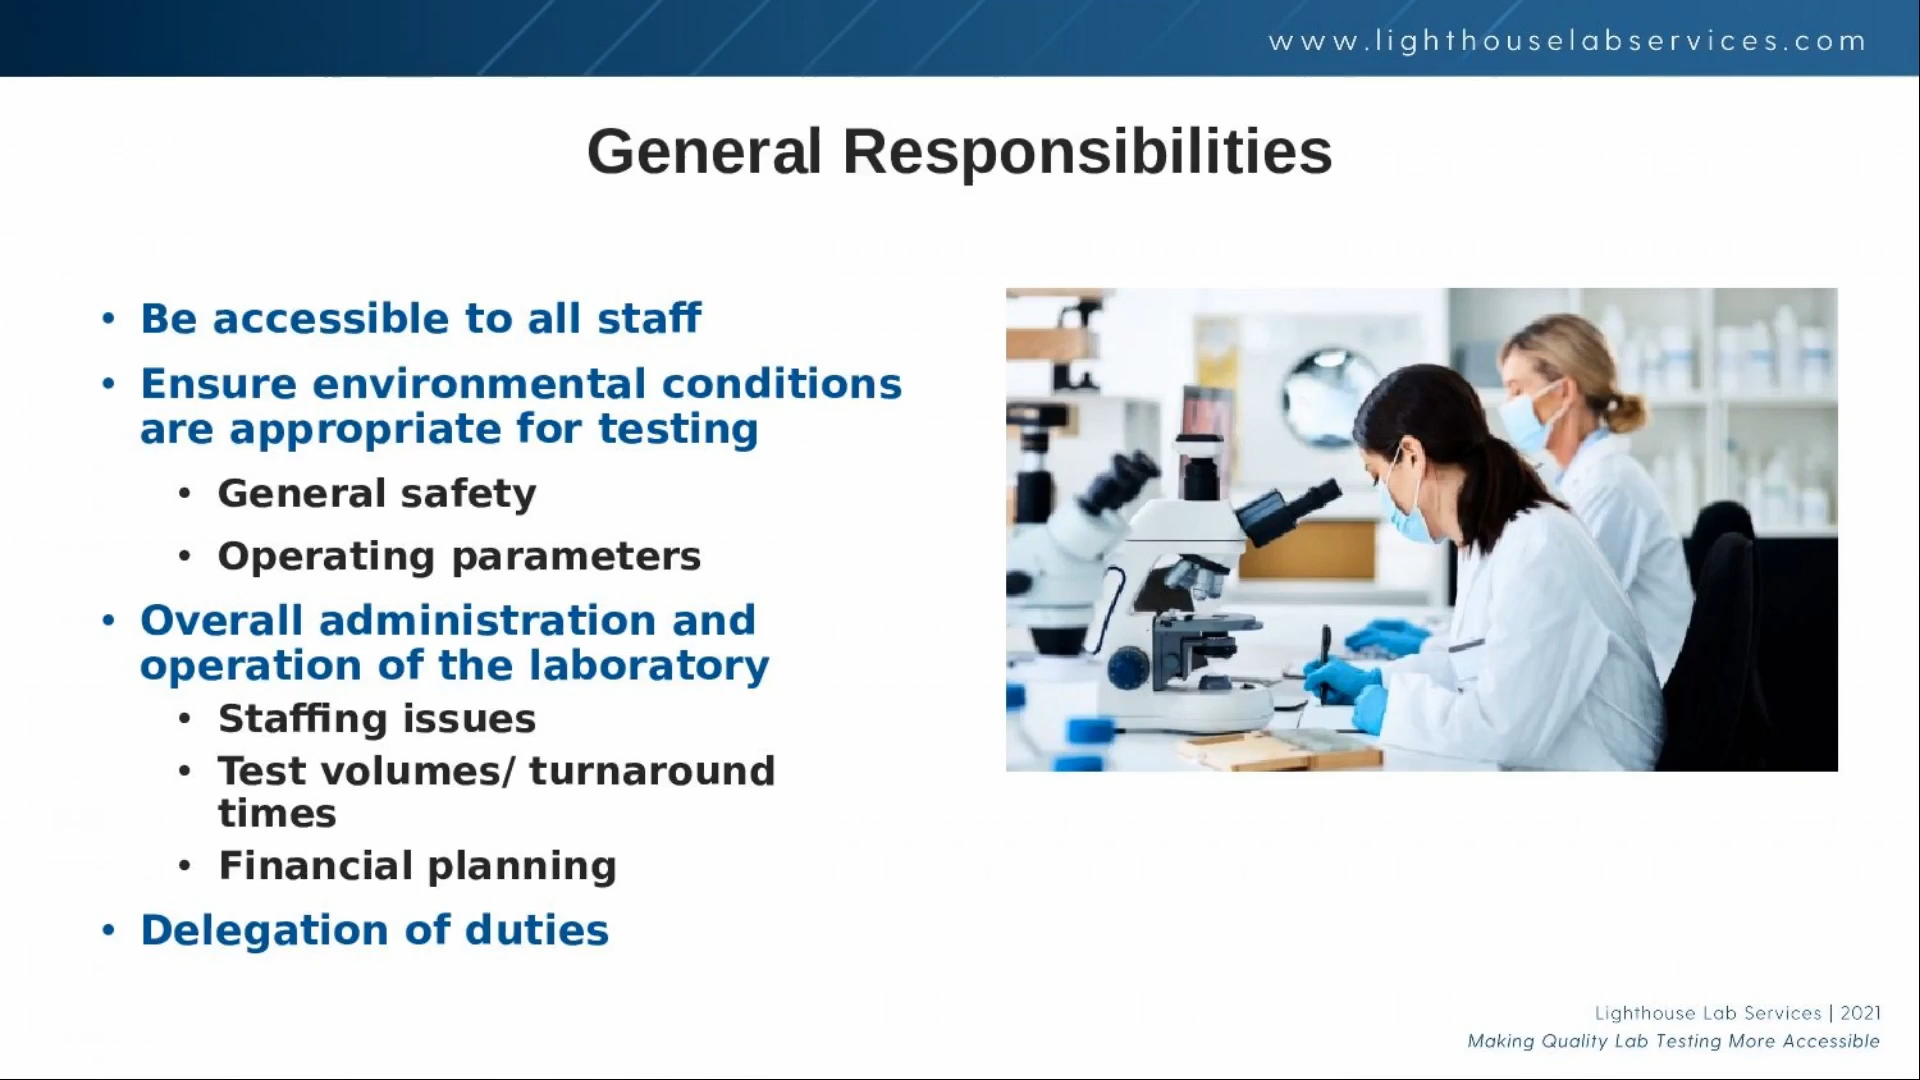 www.lighthouselabservices.com
General Responsibilities
• Be accessible to all staff
• Ensure environmental conditions
are appropriate for testing
• General safety
• Operating parameters
• Overall administration and
operation of the laboratory
• Staffing issues
• Test volumes/ turnaround
times
• Financial planning
• Delegation of duties
Lighthouse Lab Services | 2021
Making Quality Lab Testing More Accessible